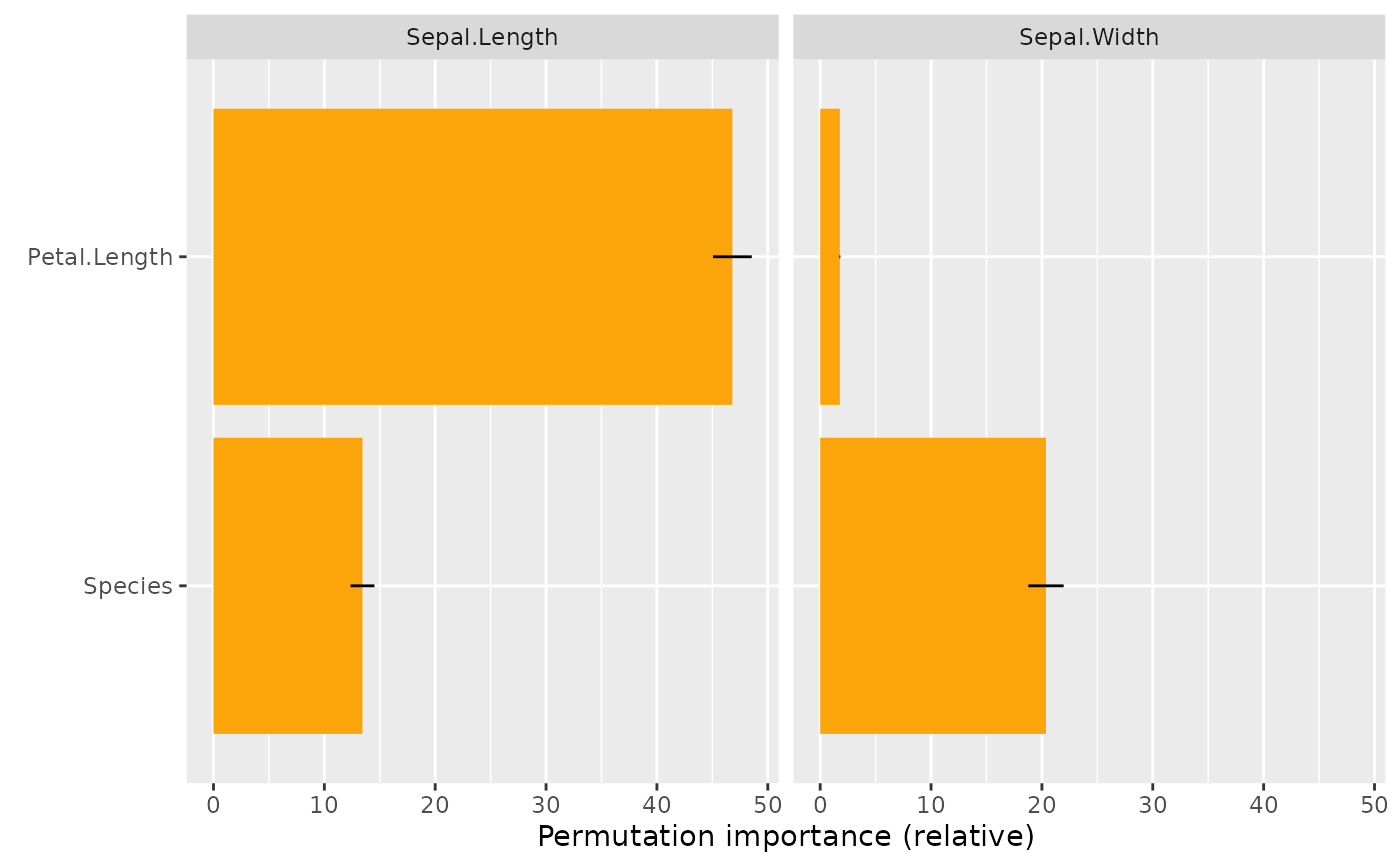 Sepal.Length Sepal.Width
Petal.Length
Species
0 10 20 30 40 50 0 10 20 30 40 50
Permutation importance (relative)